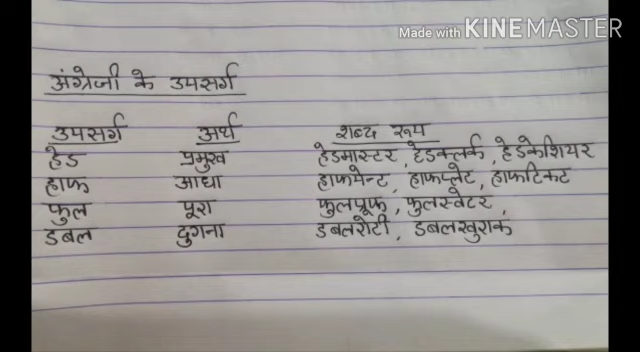 Made with KINEMASTER
अंग्रेजी के उपसर्ग
उपसर्ग अर्थ शब्द रूप
हेड प्रमुख हेडमास्टर, हेडक्लर्क, हेडकेशियर
हाफ आधा हाफपेन्ट, हाफप्लेट, हाफटिकट
फुल पूरा फुलप्रूफ, फुलस्वेटर,
डबल दुगना डबलरोटी, डबलखुराक